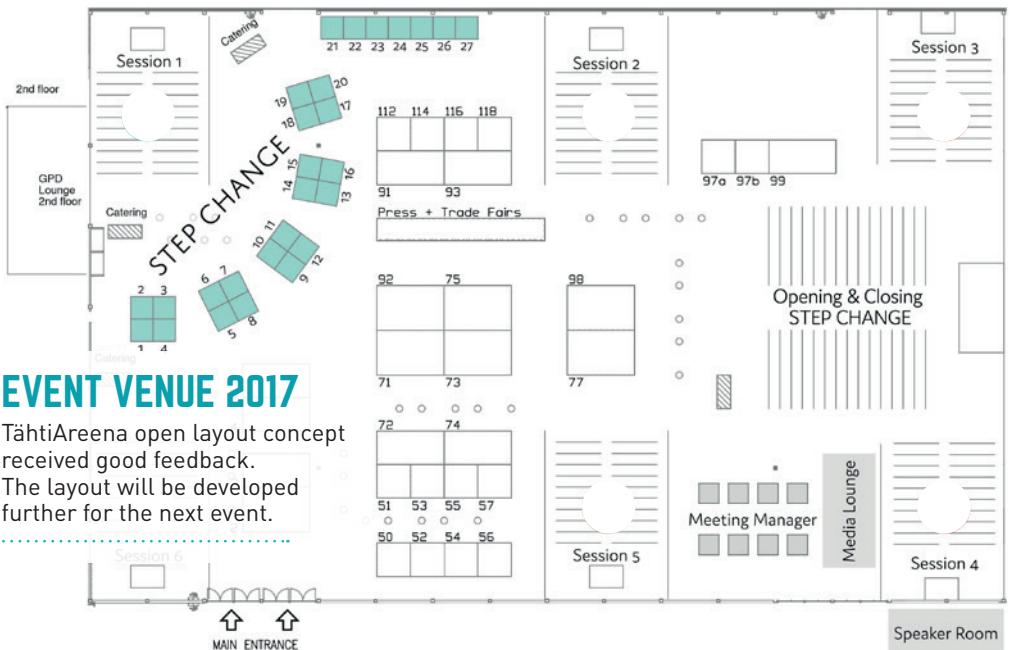 Catering
21 22 23 24 25 26 27
Session 1
Session 2
Session 3
2nd floor
19 20
18 17
112 114 116 118
STEP CHANGE
15 16
14 13
97a 97b 99
GPD
Lounge
2nd floor
91 93
Catering
Press + Trade Fairs
10 11
9 12
6 7
5 8
2 3
1 4
92 75
98
Opening & Closing
STEP CHANGE
Catering
71 73
77
EVENT VENUE 2017
TähtiAreena open layout concept
received good feedback.
The layout will be developed
further for the next event.
72 74
51 53 55 57
50 52 54 56
Meeting Manager
Media Lounge
Session 6
Session 5
Session 4
MAIN ENTRANCE
Speaker Room